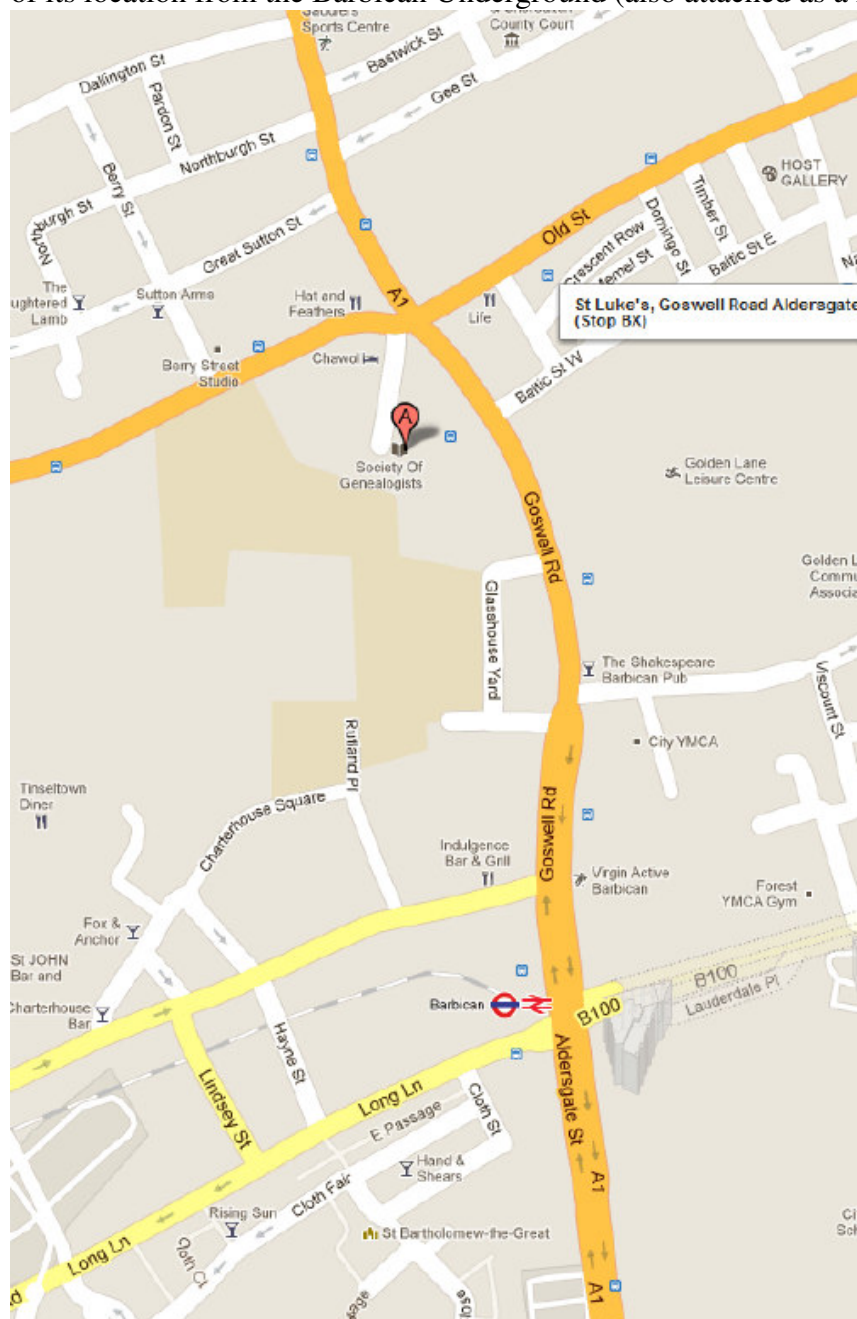 of its location from the Barbican Underground (also attached as a
Sports Centre
County Court
Dallington St
Bastwick St
Pardon St
Gee St
Northburgh St
Berry St
HOST
GALLERY
Timber St
Domingo St
Old St
Great Sutton St
Crescent Row
Memel St
Baltic St E
The
ughtered
Lamb
Sutton Arms
Hat and
Feathers
A1
Life
St Luke's, Goswell Road Aldersgate
(Stop BX)
Berry Street
Studio
Chawol
Baltic St W
A
Society Of
Genealogists
Golden Lane
Leisure Centre
Goswell Rd
Golden L
Commu
Associa
Glasshouse Yard
The Shakespeare
Barbican Pub
Viscount St
City YMCA
Rutland Pl
Tinseltown
Diner
Charterhouse Square
Goswell Rd
Indulgence
Bar & Grill
Virgin Active
Barbican
Forest
YMCA Gym
Fox &
Anchor
St JOHN
Bar and
Charterhouse
Bar
Barbican
B100
B100
Lauderdale Pl
Hayne St
Lindsey St
Long Ln
Aldersgate St
E Passage
Cloth St
Hand &
Shears
A1
Cloth Fair
Rising Sun
St Bartholomew-the-Great
Long Ln
Cloth Ct
A1